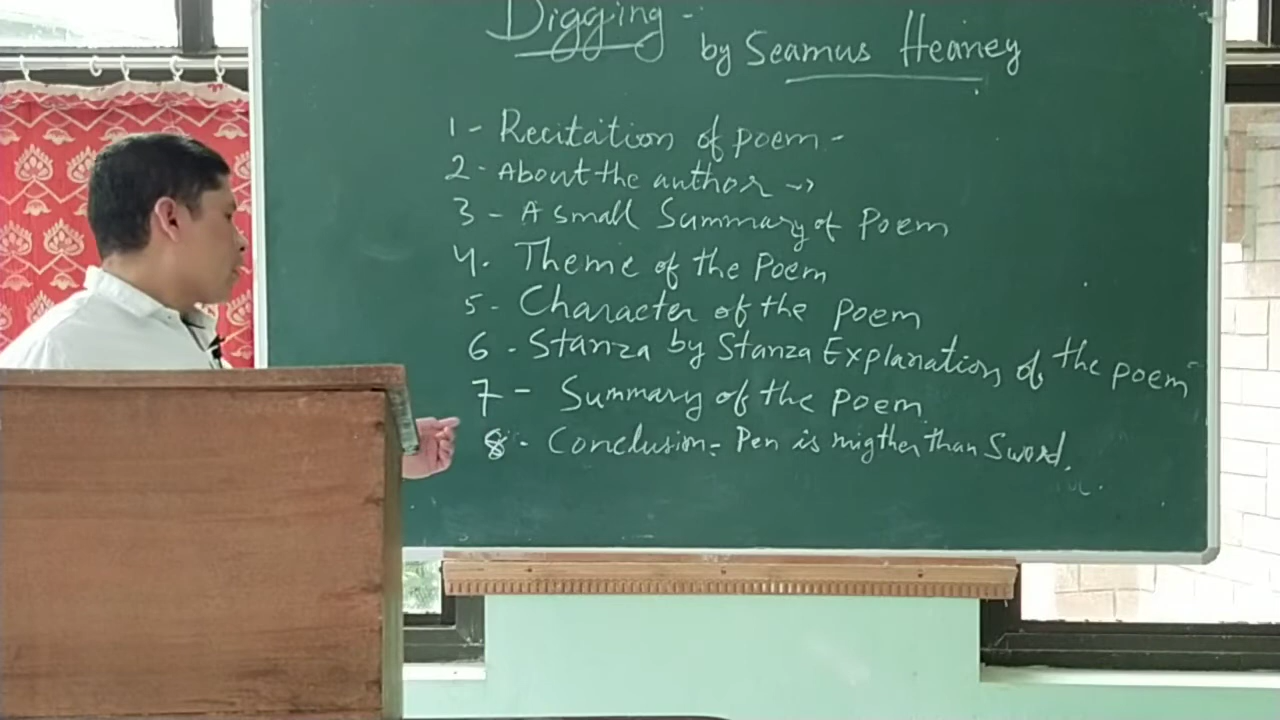 Digging -
by Seamus Heaney
1 - Recitation of poem -
2 - About the author ->
3 - A small Summary of Poem
4. Theme of the Poem
5 - Character of the poem
6 - Stanza by Stanza Explanation of the poem
7 - Summary of the poem
8 - Conclusion - Pen is migther than Sword.